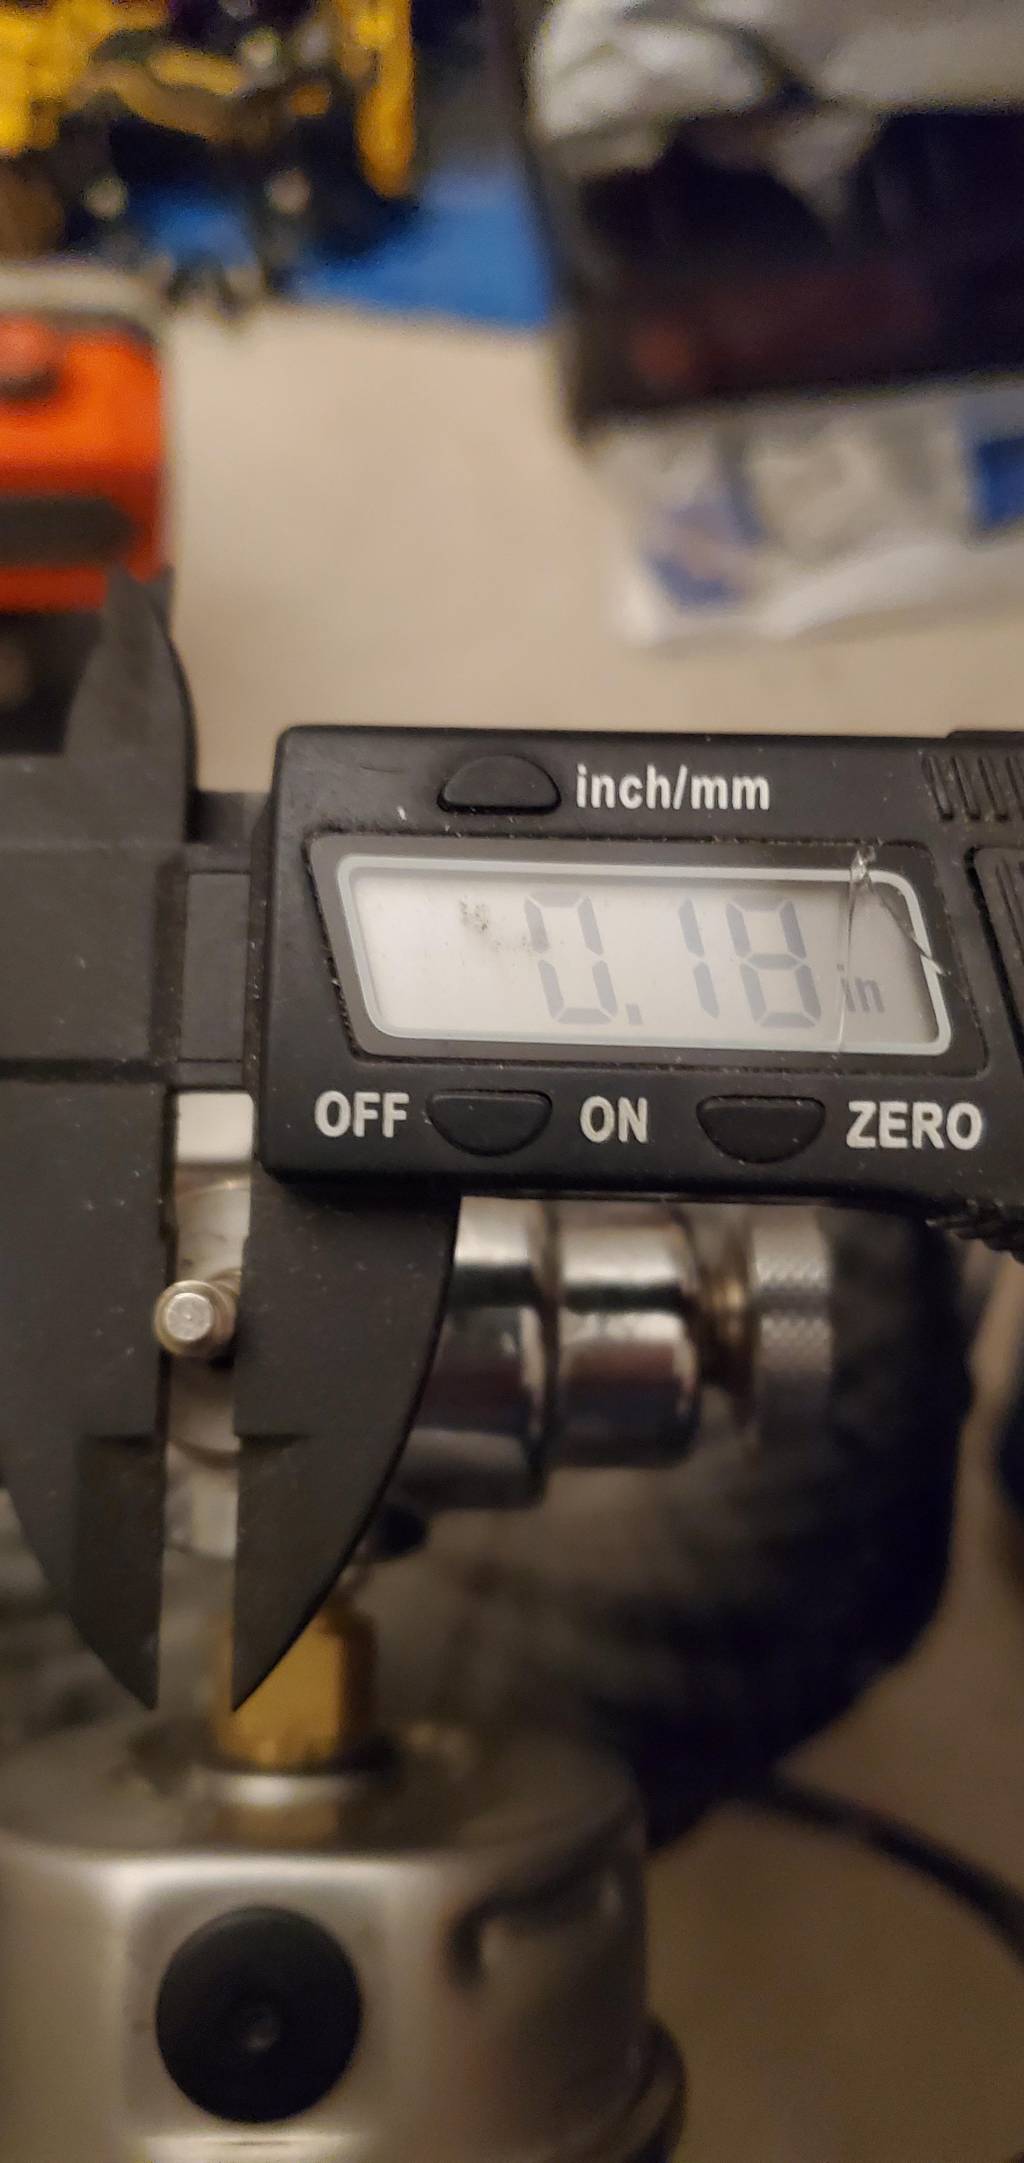 inch/mm
0.18 in
OFF ON ZERO